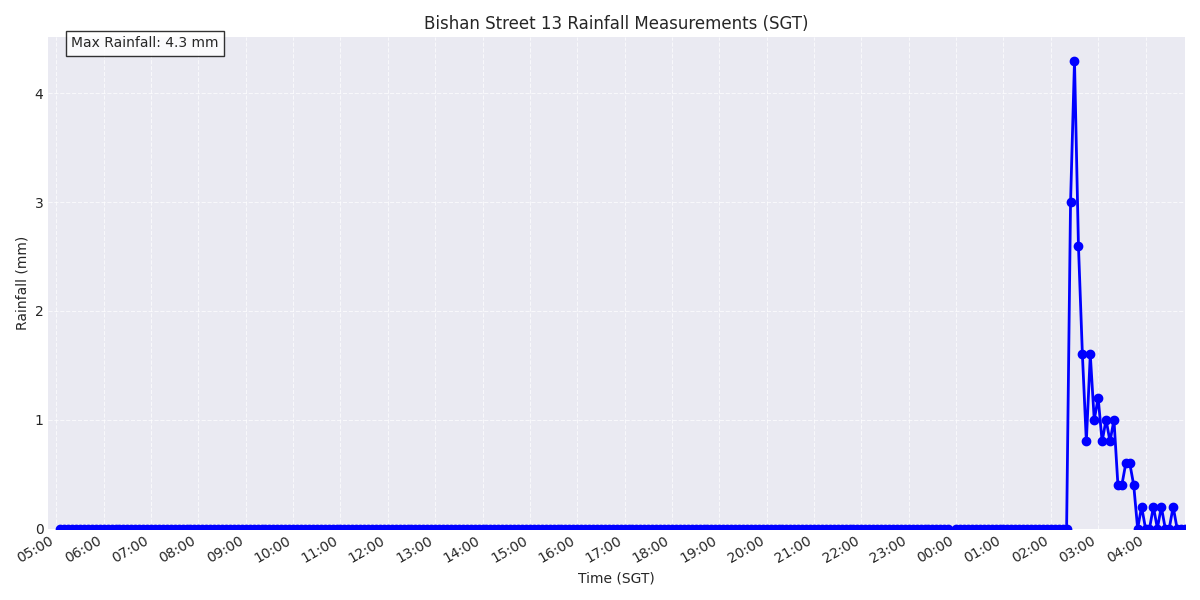 Bishan Street 13 Rainfall Measurements (SGT)
Max Rainfall: 4.3 mm
Rainfall (mm)
4
3
2
1
0
05:00 06:00 07:00 08:00 09:00 10:00 11:00 12:00 13:00 14:00 15:00 16:00 17:00 18:00 19:00 20:00 21:00 22:00 23:00 00:00 01:00 02:00 03:00 04:00
Time (SGT)